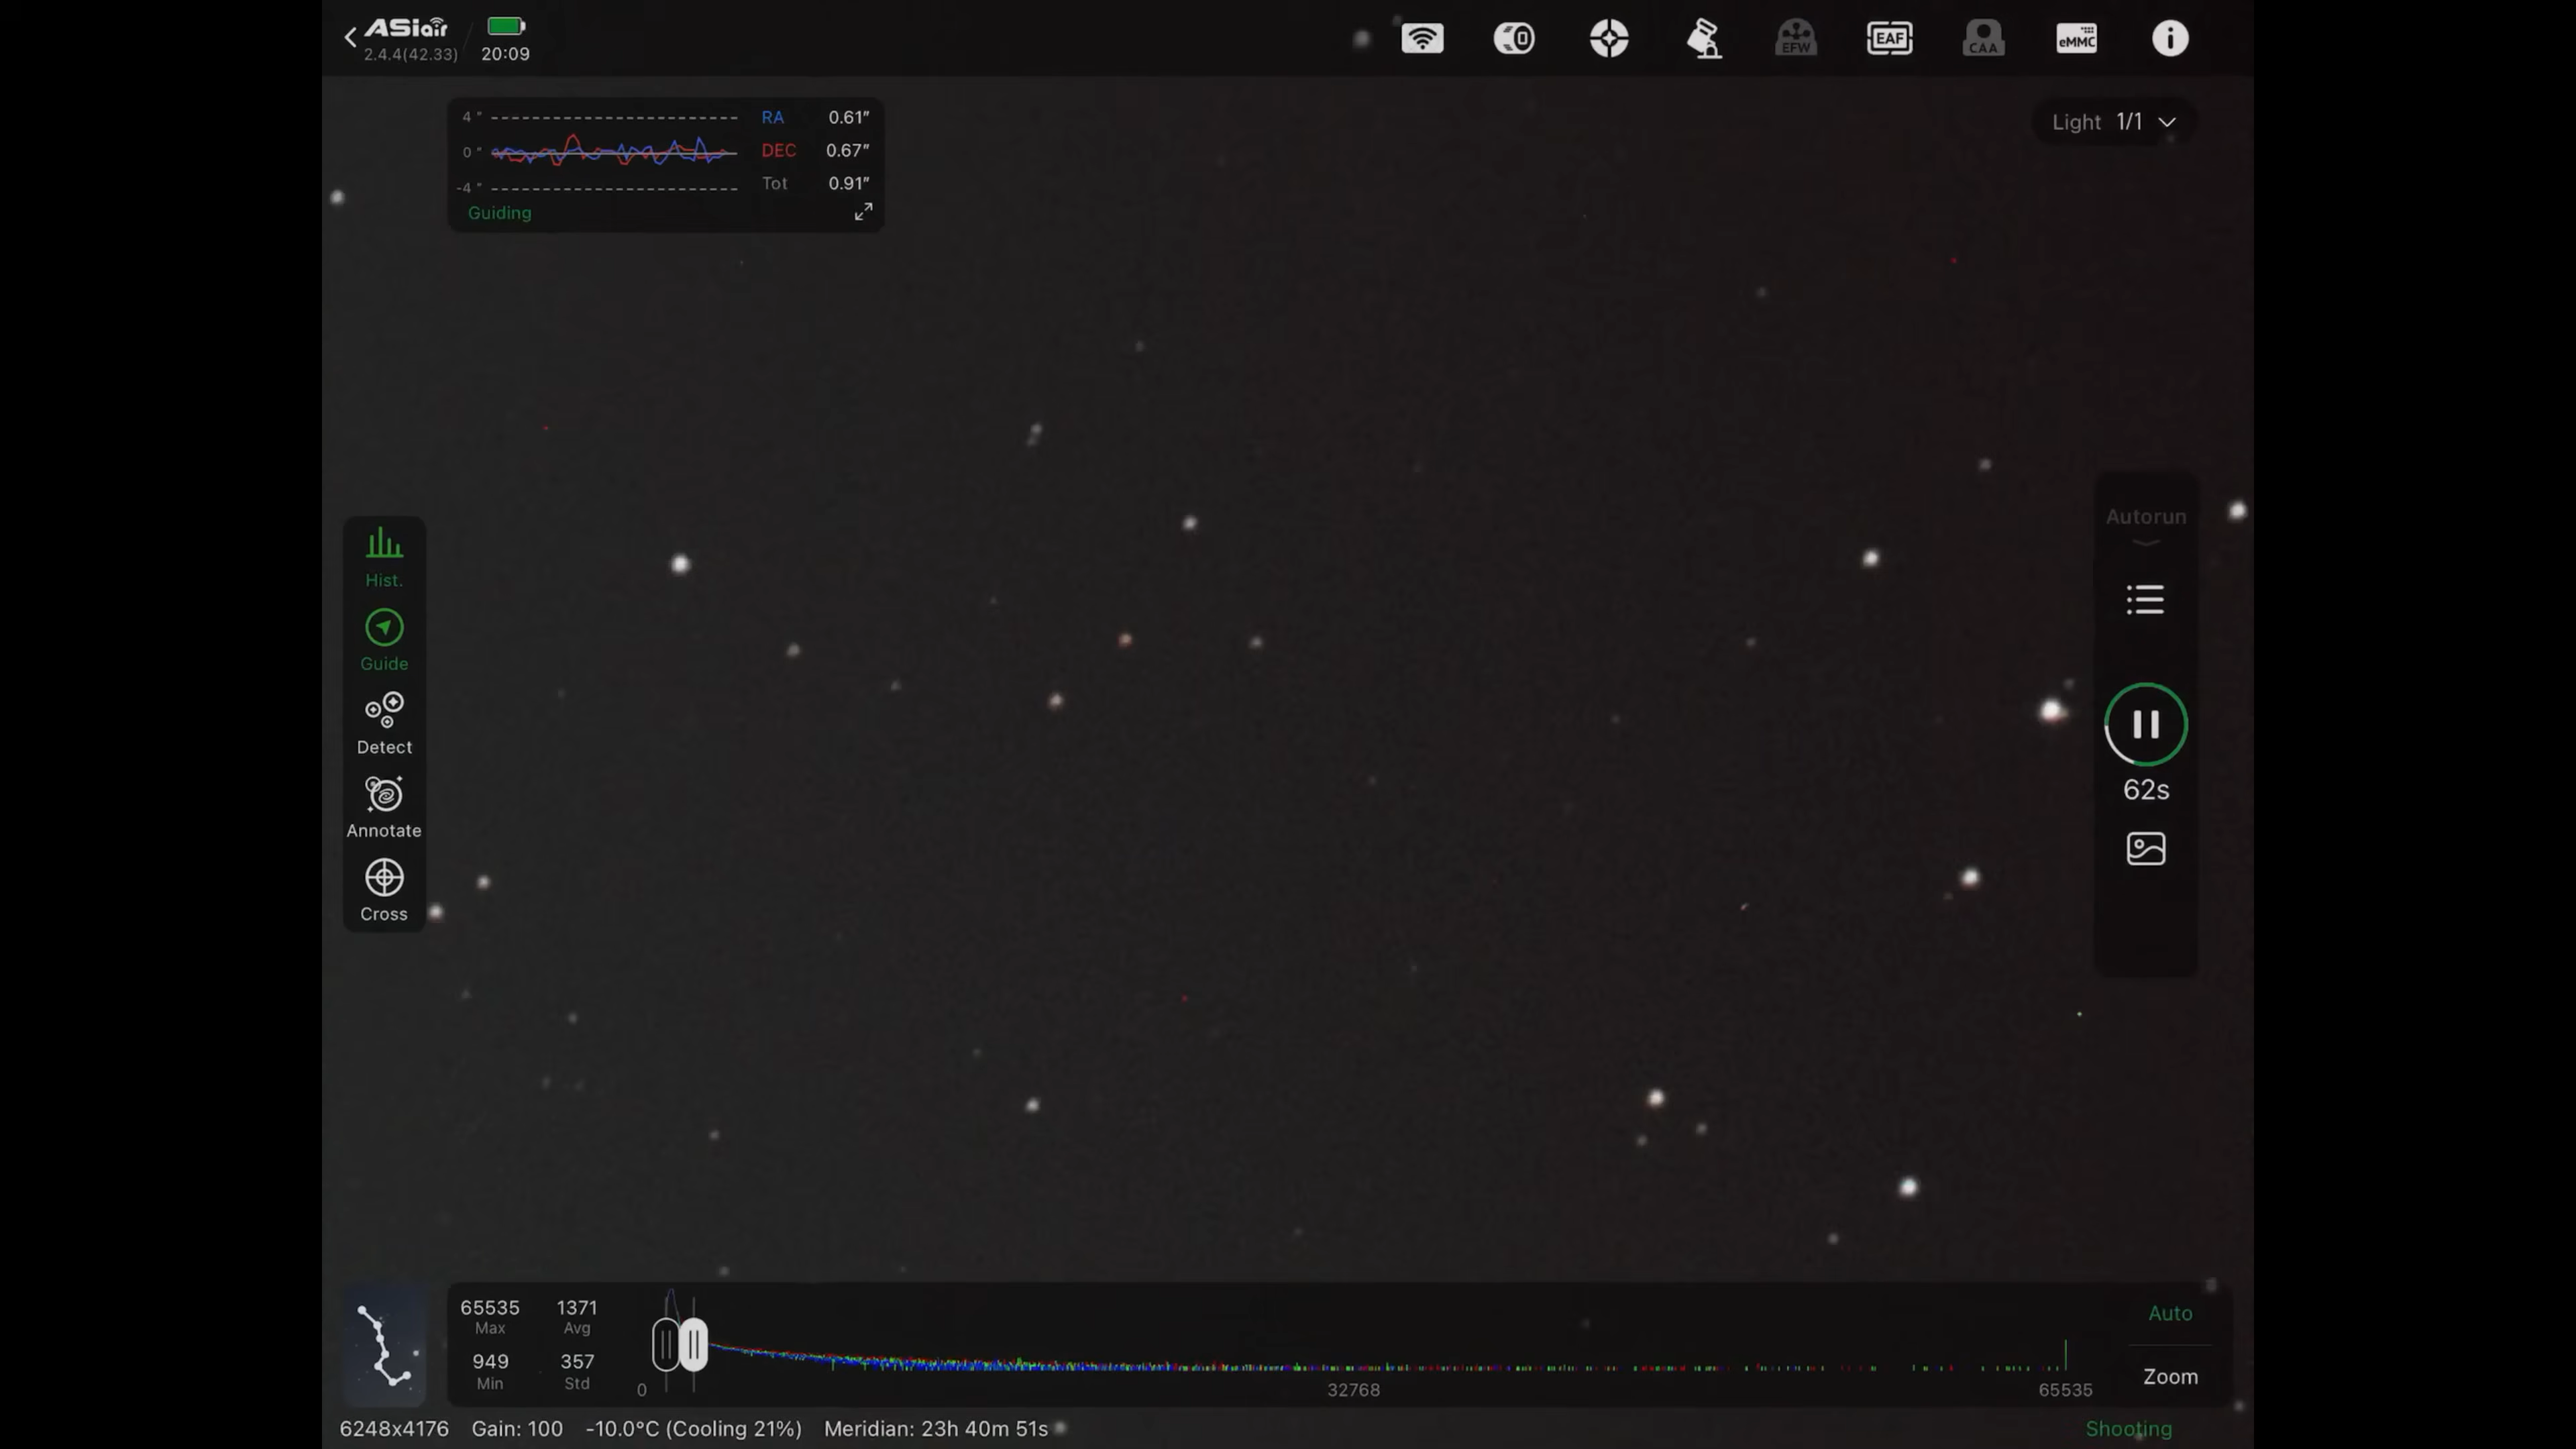 ASIair
2.4.4(42.33)
20:09
EFW
EAF
CAA
eMMC
4 "
0 "
-4 "
RA 0.61"
DEC 0.67"
Tot 0.91"
Guiding
Light 1/1
Hist.
Guide
Detect
Annotate
Cross
Autorun
62s
65535 1371
Max Avg
949 357
Min Std
0 32768 65535
Auto
Zoom
6248x4176 Gain: 100 -10.0°C (Cooling 21%) Meridian: 23h 40m 51s
Shooting